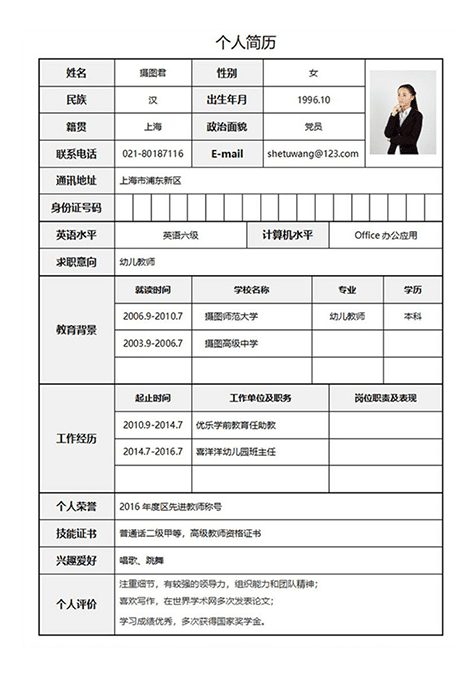 个人简历
姓名 摄图君 性别 女
民族 汉 出生年月 1996.10
籍贯 上海 政治面貌 党员
联系电话 021-80187116 E-mail shetuwang@123.com
通讯地址 上海市浦东新区
身份证号码
英语水平 英语六级 计算机水平 Office 办公应用
求职意向 幼儿教师
教育背景
就读时间 学校名称 专业 学历
2006.9-2010.7 摄图师范大学 幼儿教师 本科
2003.9-2006.7 摄图高级中学
工作经历
起止时间 工作单位及职务 岗位职责及表现
2010.9-2014.7 优乐学前教育任助教
2014.7-2016.7 喜洋洋幼儿园班主任
个人荣誉 2016 年度区先进教师称号
技能证书 普通话二级甲等，高级教师资格证书
兴趣爱好 唱歌、跳舞
个人评价
注重细节，有较强的领导力，组织能力和团队精神；
喜欢写作，在世界学术网多次发表论文；
学习成绩优秀，多次获得国家奖学金。